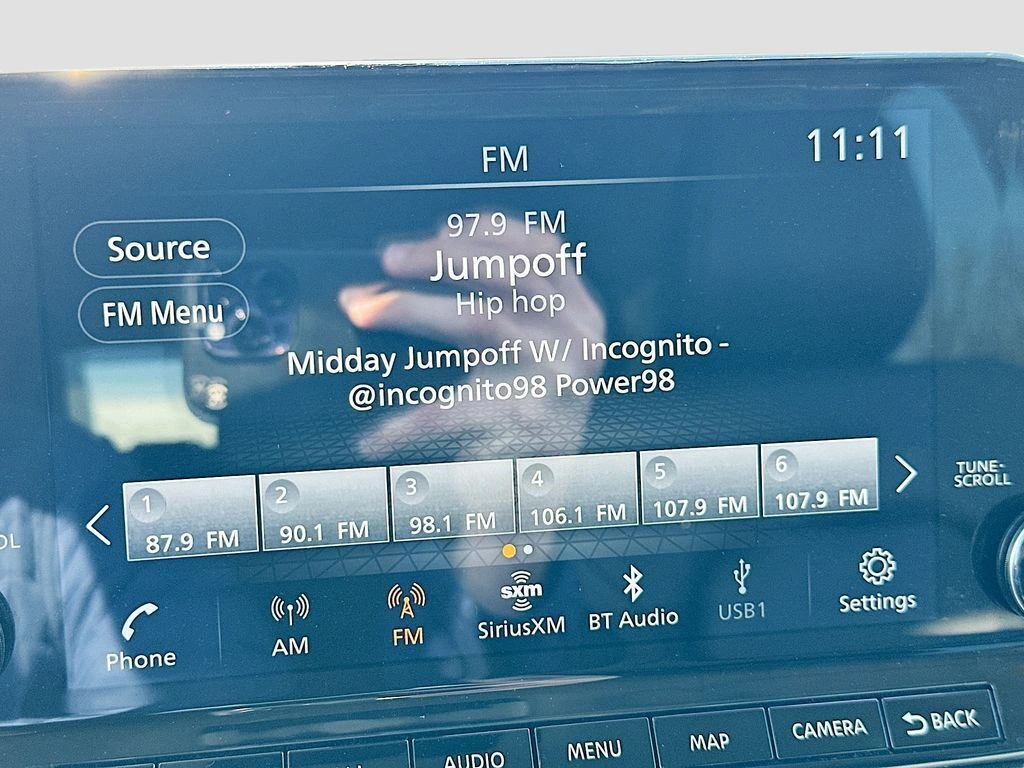 FM
11:11
97.9 FM
Source
Jumpoff
FM Menu
Hip hop
Midday Jumpoff W/ Incognito -
@incognito98 Power98
1
87.9 FM
2
90.1 FM
3
98.1 FM
4
106.1 FM
5
107.9 FM
6
107.9 FM
TUNE-
SCROLL
OL
Phone
AM
FM
sxm
SiriusXM
BT Audio
USB1
Settings
AUDIO
MENU
MAP
CAMERA
BACK